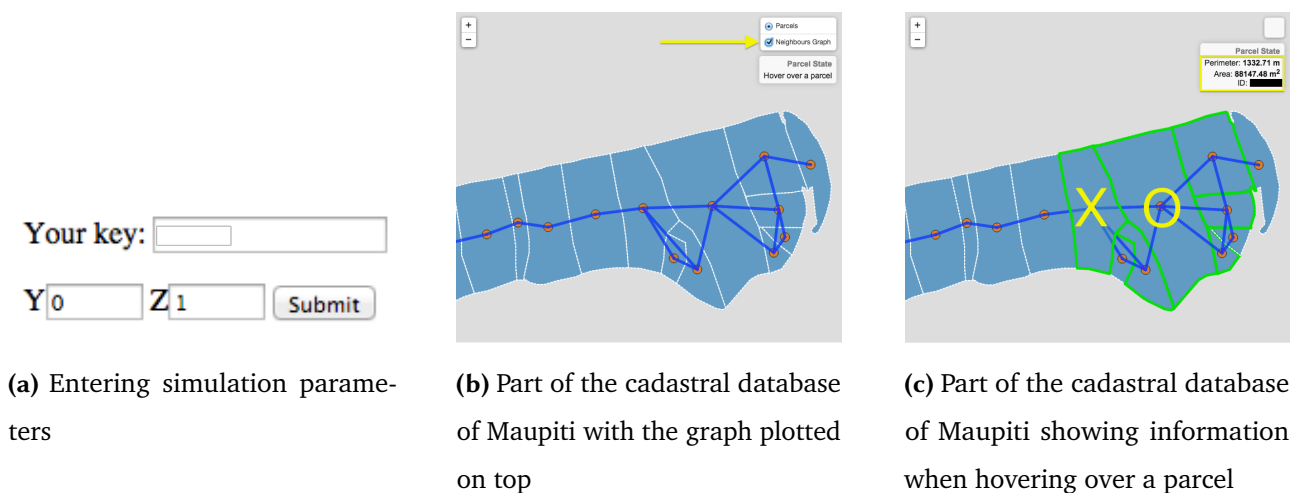 Your key:
Y 0 Z 1 Submit
(a) Entering simulation parame-
ters
+
−
Parcels
Neighbours Graph
Parcel State
Hover over a parcel
(b) Part of the cadastral database
of Maupiti with the graph plotted
on top
+
−
Parcel State
Perimeter: 1332.71 m
Area: 88147.48 m²
ID:
X O
(c) Part of the cadastral database
of Maupiti showing information
when hovering over a parcel